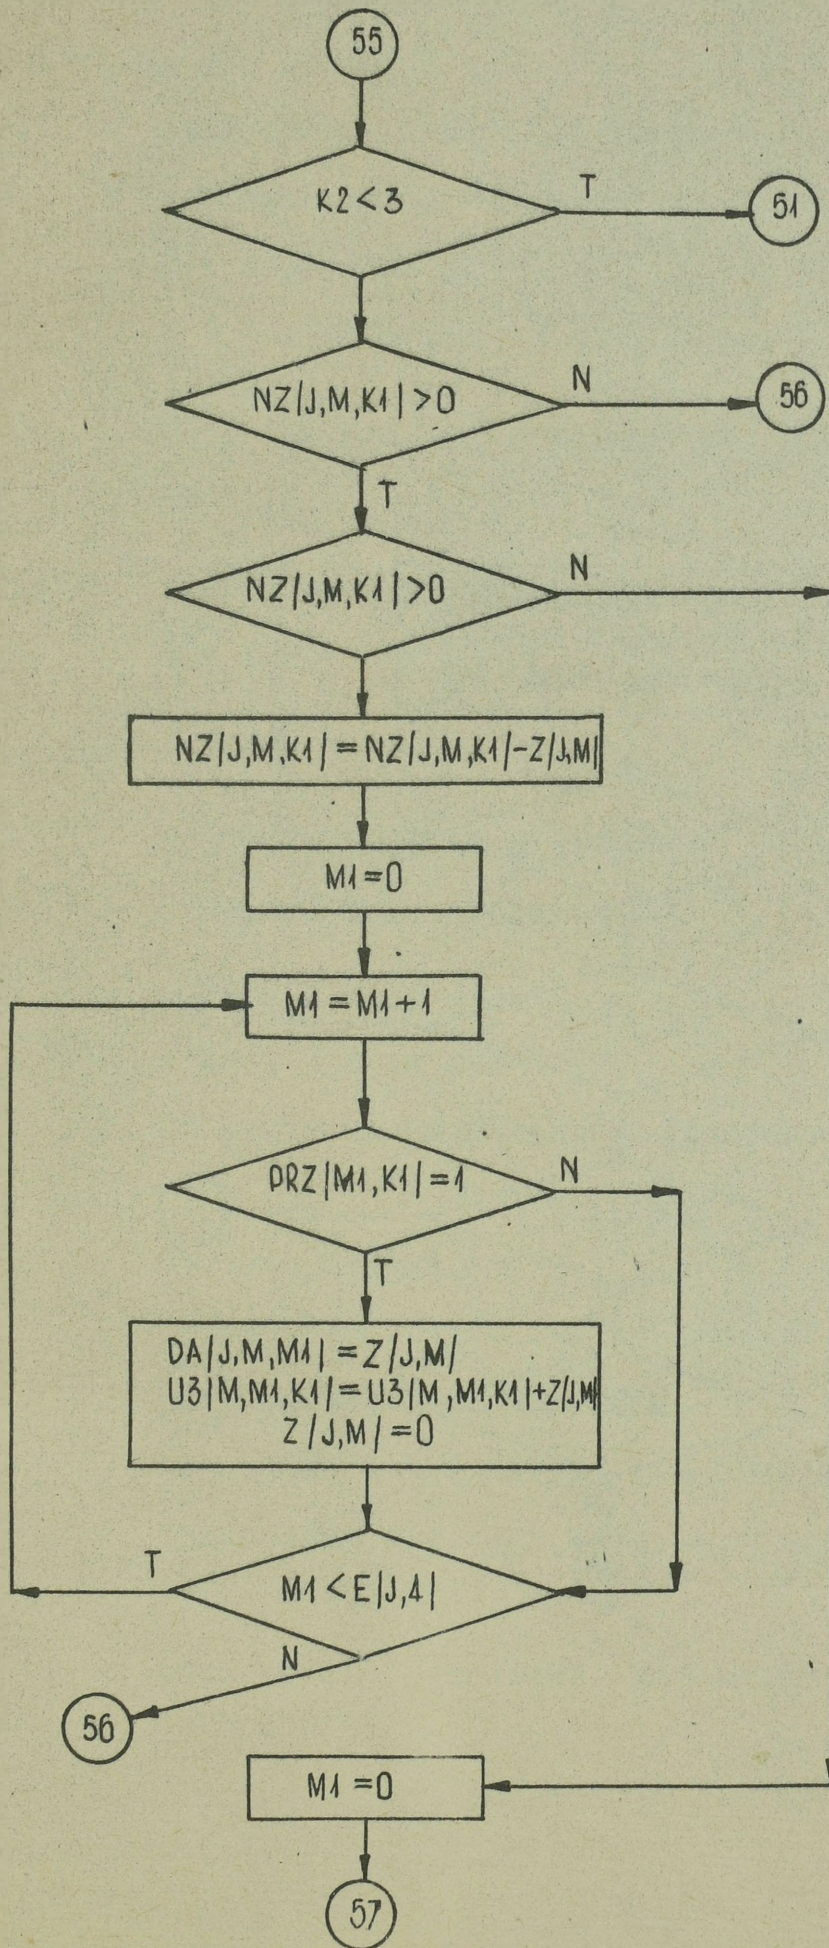 55
K2<3
T
51
NZ/J,M,K1/>0
N
56
T
NZ/J,M,K1/>0
N
NZ/J,M,K1/=NZ/J,M,K1/-Z/J,M/
M1=0
M1=M1+1
PRZ/M1,K1/=1
N
T
DA/J,M,M1/=Z/J,M/
U3/M,M1,K1/=U3/M,M1,K1/+Z/J,M/
Z/J,M/=0
T
M1<E/J,4/
N
56
M1=0
57